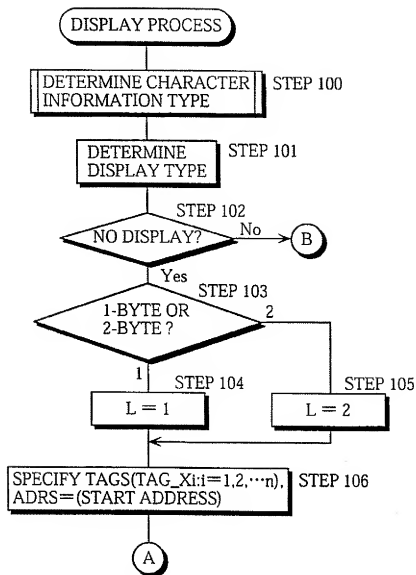 DISPLAY PROCESS
DETERMINE CHARACTER
INFORMATION TYPE
STEP 100
DETERMINE
DISPLAY TYPE
STEP 101
STEP 102
NO DISPLAY?
No
B
Yes
STEP 103
1-BYTE OR
2-BYTE ?
2
1
STEP 104
L = 1
STEP 105
L = 2
SPECIFY TAGS(TAG_Xi:i=1,2,…n),
ADRS=(START ADDRESS)
STEP 106
A